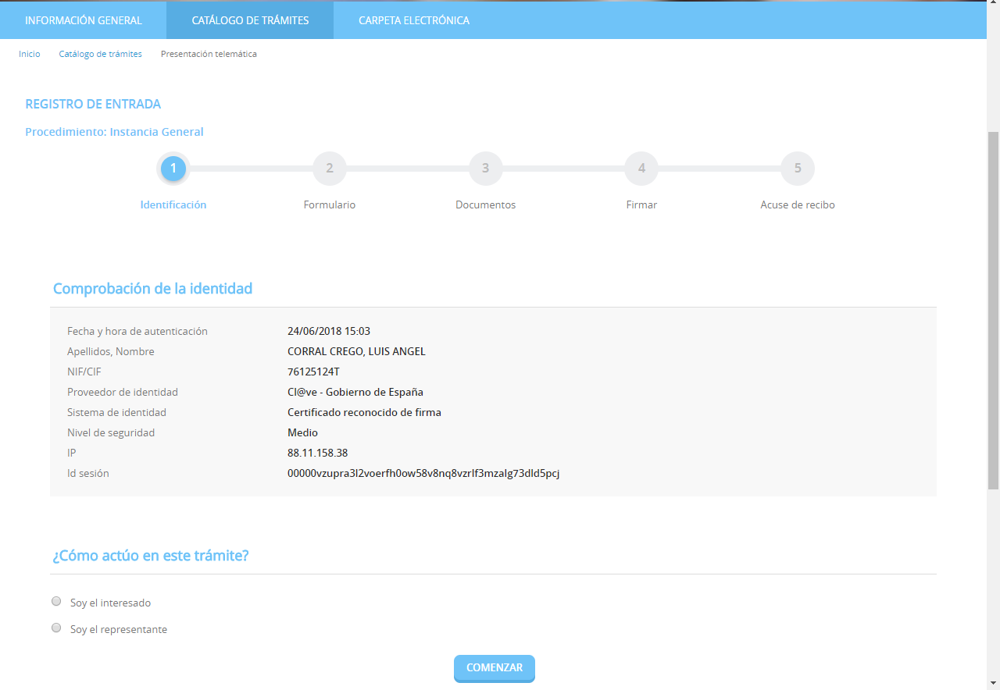 INFORMACIÓN GENERAL CATÁLOGO DE TRÁMITES CARPETA ELECTRÓNICA
Inicio Catálogo de trámites Presentación telemática
REGISTRO DE ENTRADA
Procedimiento: Instancia General
1 2 3 4 5
Identificación Formulario Documentos Firmar Acuse de recibo
Comprobación de la identidad
Fecha y hora de autenticación 24/06/2018 15:03
Apellidos, Nombre CORRAL CREGO, LUIS ANGEL
NIF/CIF 76125124T
Proveedor de identidad Cl@ve - Gobierno de España
Sistema de identidad Certificado reconocido de firma
Nivel de seguridad Medio
IP 88.11.158.38
Id sesión 00000vzupra3l2voerfh0ow58v8nq8vzrlf3mzalg73dld5pcj
¿Cómo actúo en este trámite?
Soy el interesado
Soy el representante
COMENZAR